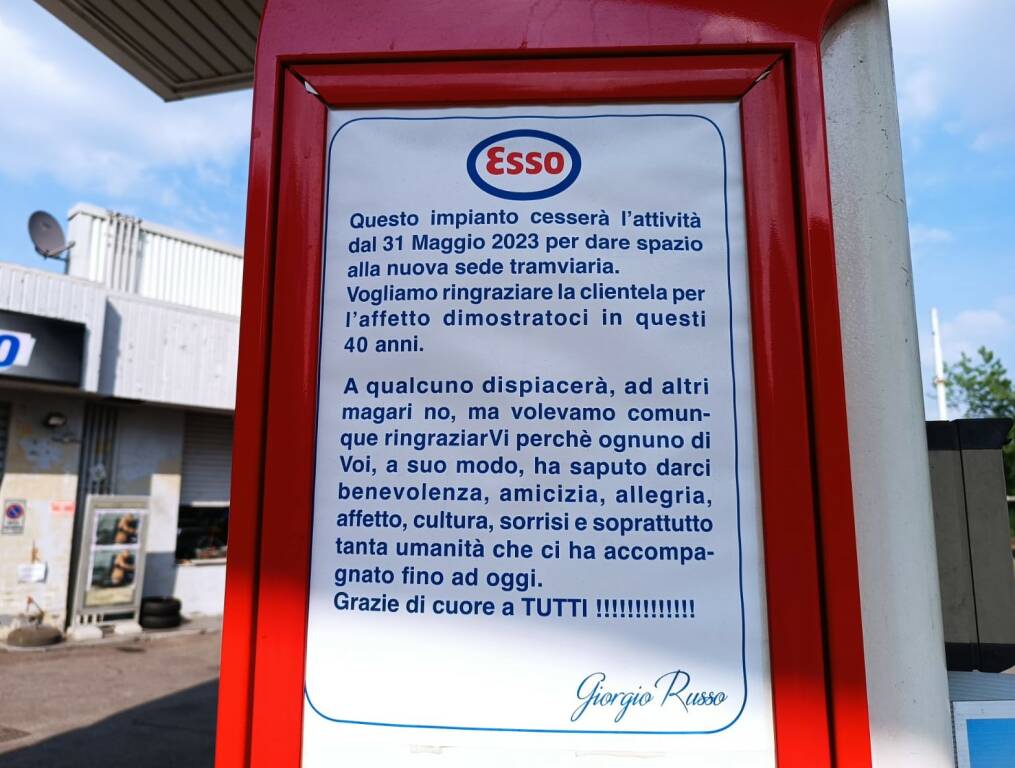 Esso
Questo impianto cesserà l'attività
dal 31 Maggio 2023 per dare spazio
alla nuova sede tramviaria.
Vogliamo ringraziare la clientela per
l'affetto dimostratoci in questi
40 anni.
A qualcuno dispiacerà, ad altri
magari no, ma volevamo comun-
que ringraziarVi perchè ognuno di
Voi, a suo modo, ha saputo darci
benevolenza, amicizia, allegria,
affetto, cultura, sorrisi e soprattutto
tanta umanità che ci ha accompa-
gnato fino ad oggi.
Grazie di cuore a TUTTI !!!!!!!!!!!!!
Giorgio Russo